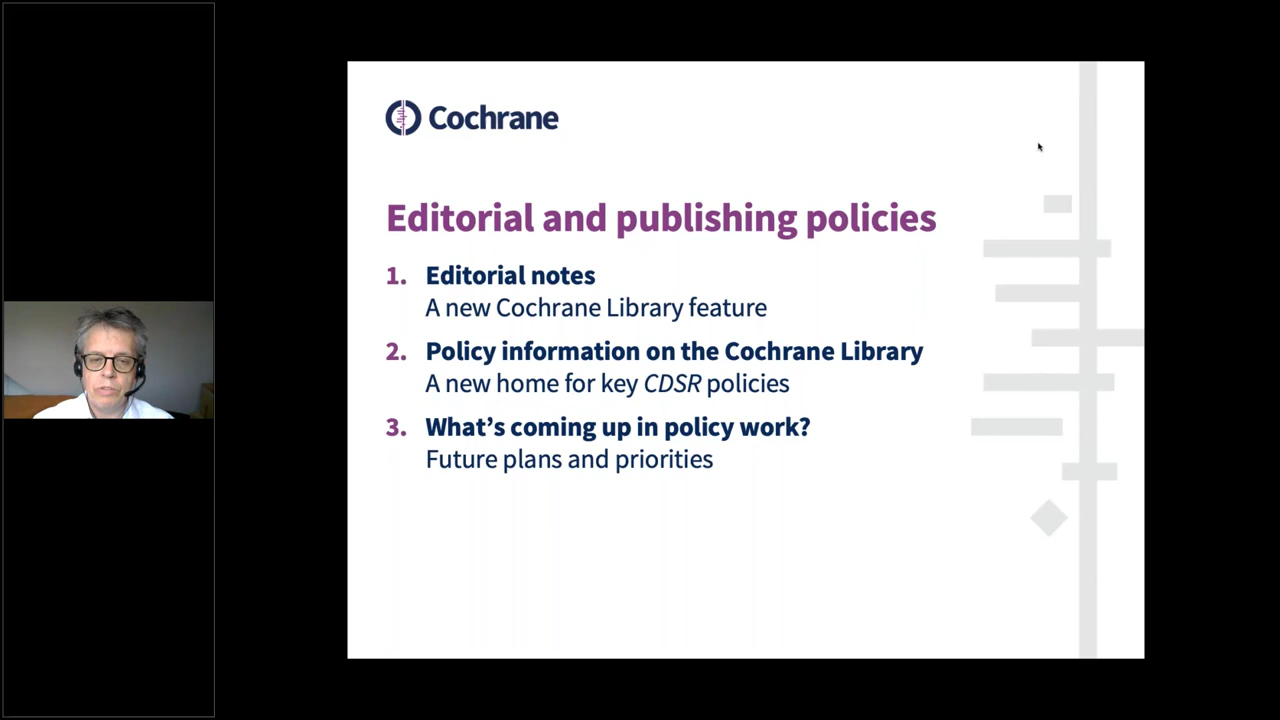 Cochrane
Editorial and publishing policies
1. Editorial notes
A new Cochrane Library feature
2. Policy information on the Cochrane Library
A new home for key CDSR policies
3. What’s coming up in policy work?
Future plans and priorities